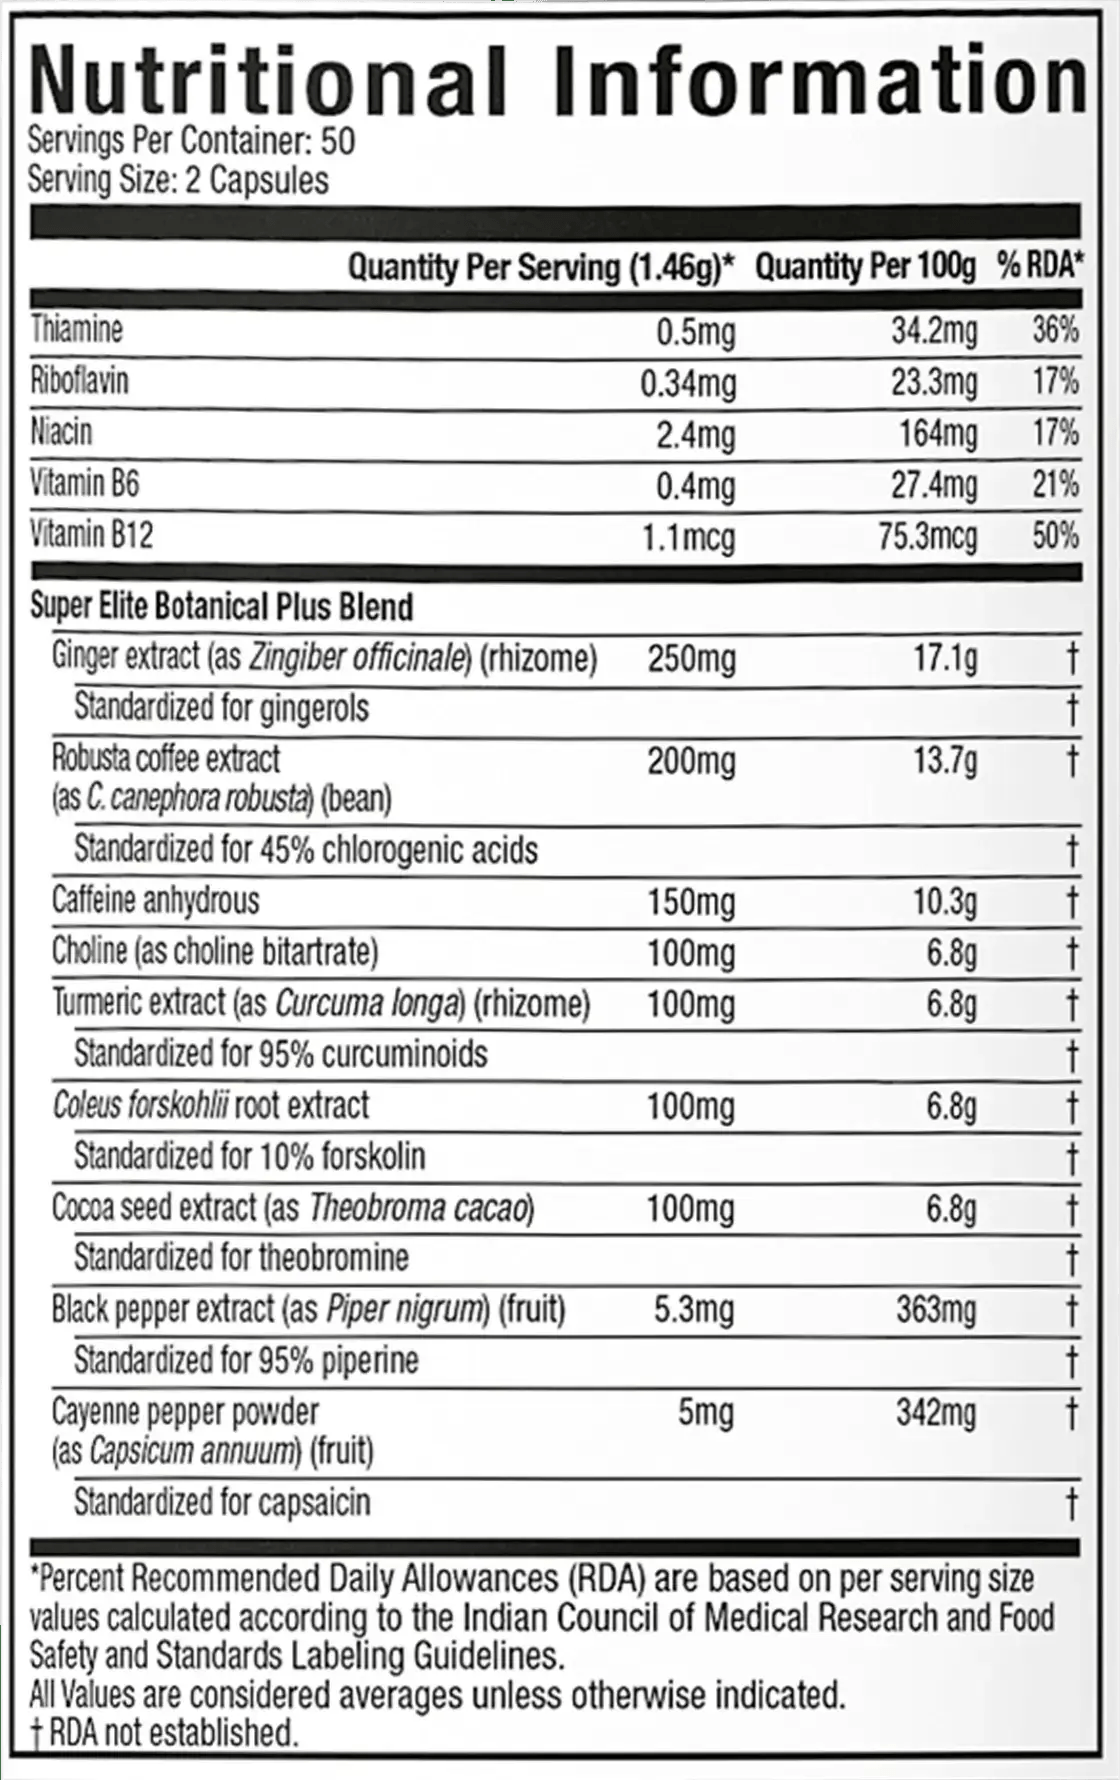 Nutritional Information
Servings Per Container: 50
Serving Size: 2 Capsules
Quantity Per Serving (1.46g)* Quantity Per 100g % RDA*
Thiamine 0.5mg 34.2mg 36%
Riboflavin 0.34mg 23.3mg 17%
Niacin 2.4mg 164mg 17%
Vitamin B6 0.4mg 27.4mg 21%
Vitamin B12 1.1mcg 75.3mcg 50%
Super Elite Botanical Plus Blend
Ginger extract (as Zingiber officinale) (rhizome) 250mg 17.1g †
Standardized for gingerols †
Robusta coffee extract 200mg 13.7g †
(as C. canephora robusta) (bean)
Standardized for 45% chlorogenic acids †
Caffeine anhydrous 150mg 10.3g †
Choline (as choline bitartrate) 100mg 6.8g †
Turmeric extract (as Curcuma longa) (rhizome) 100mg 6.8g †
Standardized for 95% curcuminoids †
Coleus forskohlii root extract 100mg 6.8g †
Standardized for 10% forskolin †
Cocoa seed extract (as Theobroma cacao) 100mg 6.8g †
Standardized for theobromine †
Black pepper extract (as Piper nigrum) (fruit) 5.3mg 363mg †
Standardized for 95% piperine †
Cayenne pepper powder 5mg 342mg †
(as Capsicum annuum) (fruit)
Standardized for capsaicin †
*Percent Recommended Daily Allowances (RDA) are based on per serving size
values calculated according to the Indian Council of Medical Research and Food
Safety and Standards Labeling Guidelines.
All Values are considered averages unless otherwise indicated.
† RDA not established.